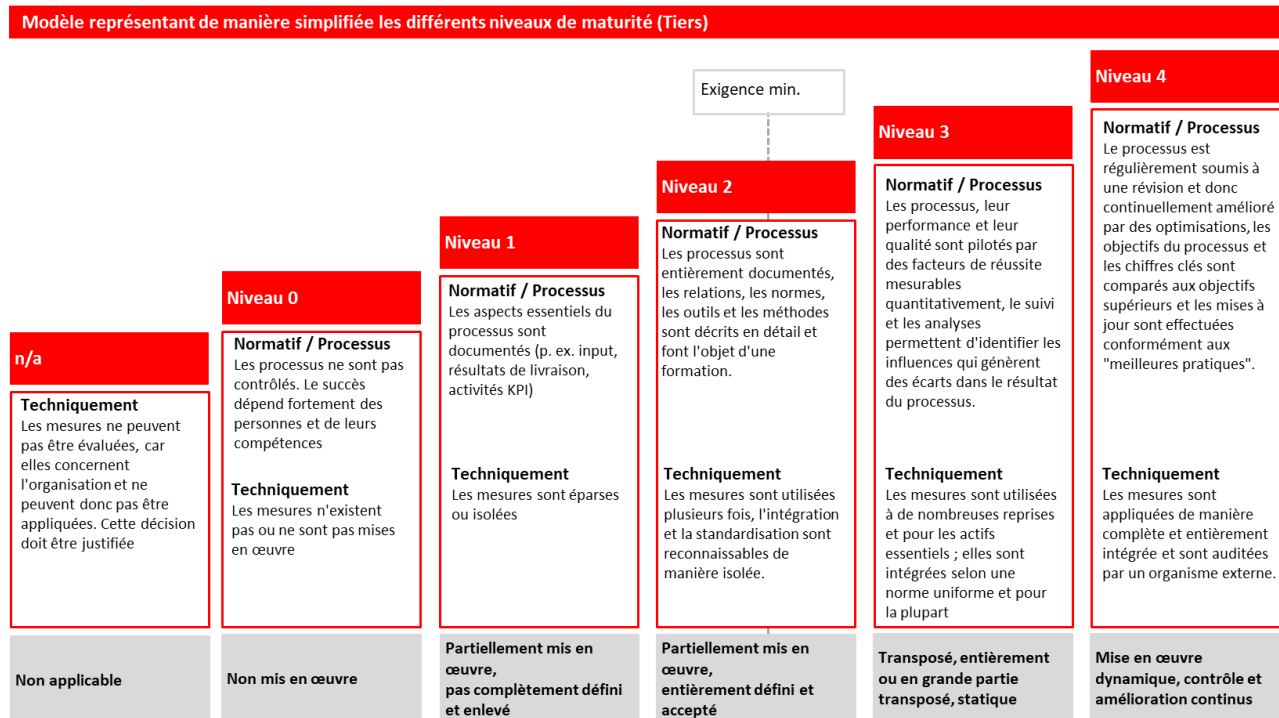 Modèle représentant de manière simplifiée les différents niveaux de maturité (Tiers)
Exigence min.
n/a
Techniquement
Les mesures ne peuvent
pas être évaluées, car
elles concernent
l'organisation et ne
peuvent donc pas être
appliquées. Cette décision
doit être justifiée
Non applicable
Niveau 0
Normatif / Processus
Les processus ne sont pas
contrôlés. Le succès
dépend fortement des
personnes et de leurs
compétences
Techniquement
Les mesures n'existent
pas ou ne sont pas mises
en œuvre
Non mis en œuvre
Niveau 1
Normatif / Processus
Les aspects essentiels du
processus sont
documentés (p. ex. input,
résultats de livraison,
activités KPI)
Techniquement
Les mesures sont éparses
ou isolées
Partiellement mis en
œuvre,
pas complètement défini
et enlevé
Niveau 2
Normatif / Processus
Les processus sont
entièrement documentés,
les relations, les normes,
les outils et les méthodes
sont décrits en détail et
font l'objet d'une
formation.
Techniquement
Les mesures sont utilisées
plusieurs fois, l'intégration
et la standardisation sont
reconnaissables de
manière isolée.
Partiellement mis en
œuvre,
entièrement défini et
accepté
Niveau 3
Normatif / Processus
Les processus, leur
performance et leur
qualité sont pilotés par
des facteurs de réussite
mesurables
quantitativement, le suivi
et les analyses
permettent d'identifier les
influences qui génèrent
des écarts dans le résultat
du processus.
Techniquement
Les mesures sont utilisées
à de nombreuses reprises
et pour les actifs
essentiels ; elles sont
intégrées selon une
norme uniforme et pour
la plupart
Transposé, entièrement
ou en grande partie
transposé, statique
Niveau 4
Normatif / Processus
Le processus est
régulièrement soumis à
une révision et donc
continuellement amélioré
par des optimisations, les
objectifs du processus et
les chiffres clés sont
comparés aux objectifs
supérieurs et les mises à
jour sont effectuées
conformément aux
"meilleures pratiques".
Techniquement
Les mesures sont
appliquées de manière
complète et entièrement
intégrée et sont auditées
par un organisme externe.
Mise en œuvre
dynamique, contrôle et
amélioration continus